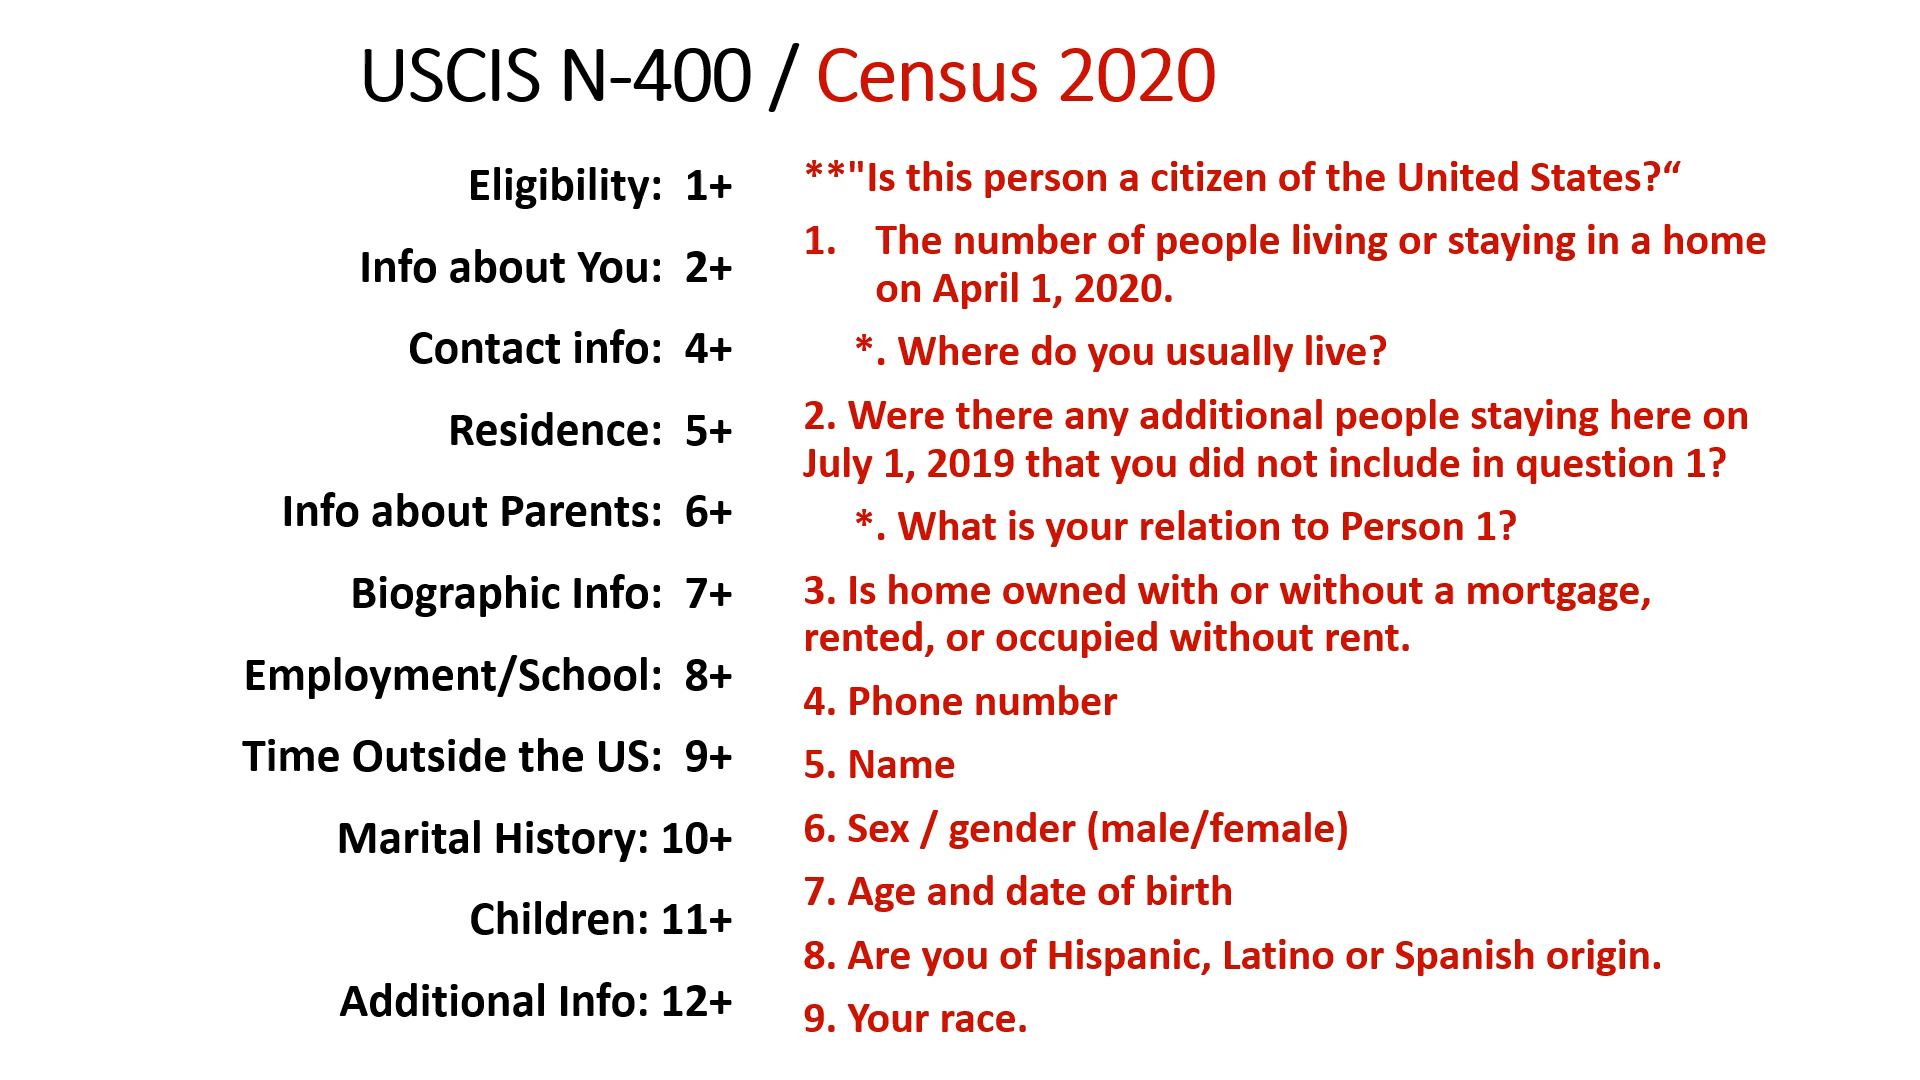 USCIS N-400 / Census 2020
Eligibility: 1+
Info about You: 2+
Contact info: 4+
Residence: 5+
Info about Parents: 6+
Biographic Info: 7+
Employment/School: 8+
Time Outside the US: 9+
Marital History: 10+
Children: 11+
Additional Info: 12+
**"Is this person a citizen of the United States?“
1. The number of people living or staying in a home
on April 1, 2020.
*. Where do you usually live?
2. Were there any additional people staying here on
July 1, 2019 that you did not include in question 1?
*. What is your relation to Person 1?
3. Is home owned with or without a mortgage,
rented, or occupied without rent.
4. Phone number
5. Name
6. Sex / gender (male/female)
7. Age and date of birth
8. Are you of Hispanic, Latino or Spanish origin.
9. Your race.